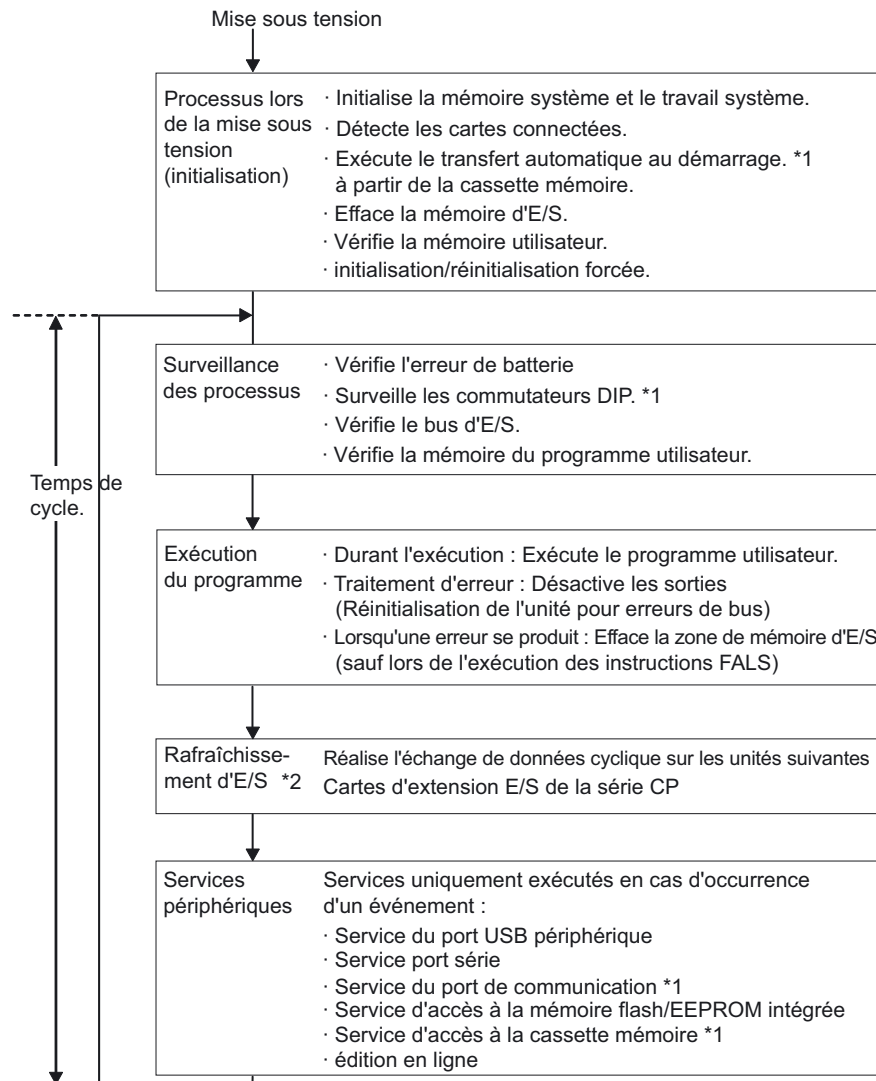 Mise sous tension
Processus lors
de la mise sous
tension
(initialisation)
· Initialise la mémoire système et le travail système.
· Détecte les cartes connectées.
· Exécute le transfert automatique au démarrage. *1
à partir de la cassette mémoire.
· Efface la mémoire d'E/S.
· Vérifie la mémoire utilisateur.
· initialisation/réinitialisation forcée.
Temps de
cycle.
Surveillance
des processus
· Vérifie l'erreur de batterie
· Surveille les commutateurs DIP. *1
· Vérifie le bus d'E/S.
· Vérifie la mémoire du programme utilisateur.
Exécution
du programme
· Durant l'exécution : Exécute le programme utilisateur.
· Traitement d'erreur : Désactive les sorties
(Réinitialisation de l'unité pour erreurs de bus)
· Lorsqu'une erreur se produit : Efface la zone de mémoire d'E/S
(sauf lors de l'exécution des instructions FALS)
Rafraîchisse-
ment d'E/S *2
Réalise l'échange de données cyclique sur les unités suivantes
Cartes d'extension E/S de la série CP
Services
périphériques
Services uniquement exécutés en cas d'occurrence
d'un événement :
· Service du port USB périphérique
· Service port série
· Service du port de communication *1
· Service d'accès à la mémoire flash/EEPROM intégrée
· Service d'accès à la cassette mémoire *1
· édition en ligne